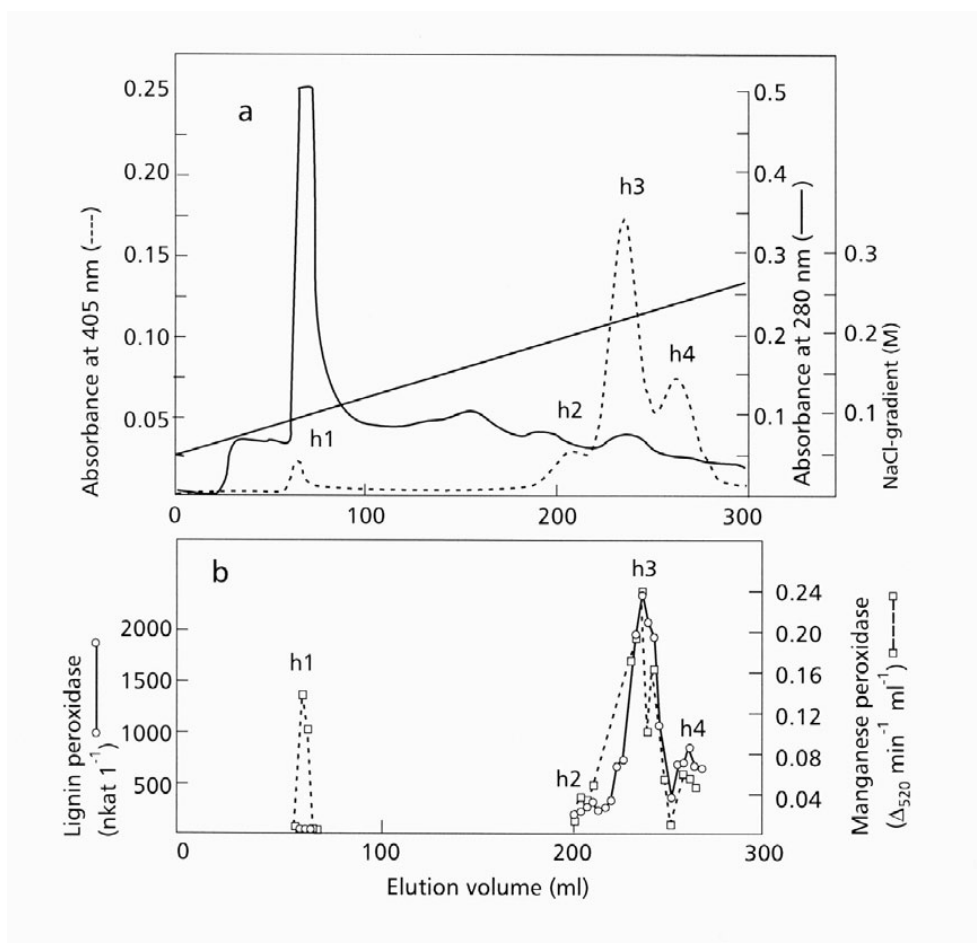 a
0.25
0.20
0.15
0.10
0.05
Absorbance at 405 nm (----)
h1
h2
h3
h4
0.5
0.4
0.3
0.2
0.1
Absorbance at 280 nm (——)
0.3
0.2
0.1
NaCl-gradient (M)
0
100
200
300
b
2000
1500
1000
500
Lignin peroxidase
(nkat 1⁻¹)
h1
h2
h3
h4
0.24
0.20
0.16
0.12
0.08
0.04
Manganese peroxidase
(Δ520 min⁻¹ ml⁻¹)
0
100
200
300
Elution volume (ml)